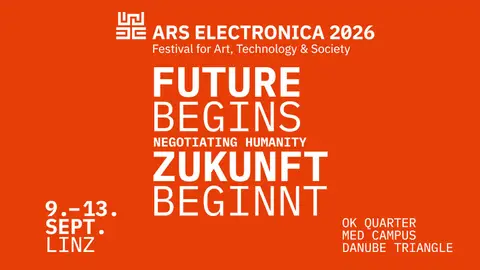 ARS ELECTRONICA 2026
Festival for Art, Technology & Society
FUTURE
BEGINS
NEGOTIATING HUMANITY
ZUKUNFT
BEGINNT
9.–13.
SEPT.
LINZ
OK QUARTER
MED CAMPUS
DANUBE TRIANGLE